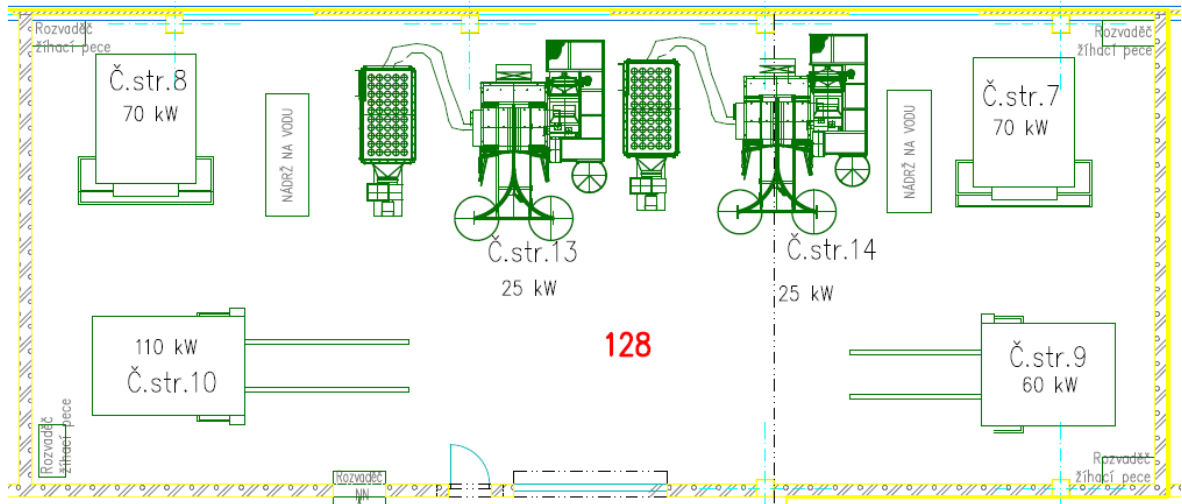 Rozvaděč
žíhací pece
Č.str.8
70 kW
NÁDRŽ NA VODU
Č.str.13
25 kW
Č.str.14
25 kW
NÁDRŽ NA VODU
Č.str.7
70 kW
Rozvaděč
žíhací pece
128
110 kW
Č.str.10
Č.str.9
60 kW
Rozvaděč
žíhací pece
Rozvaděč
NN
Rozvaděč
žíhací pece